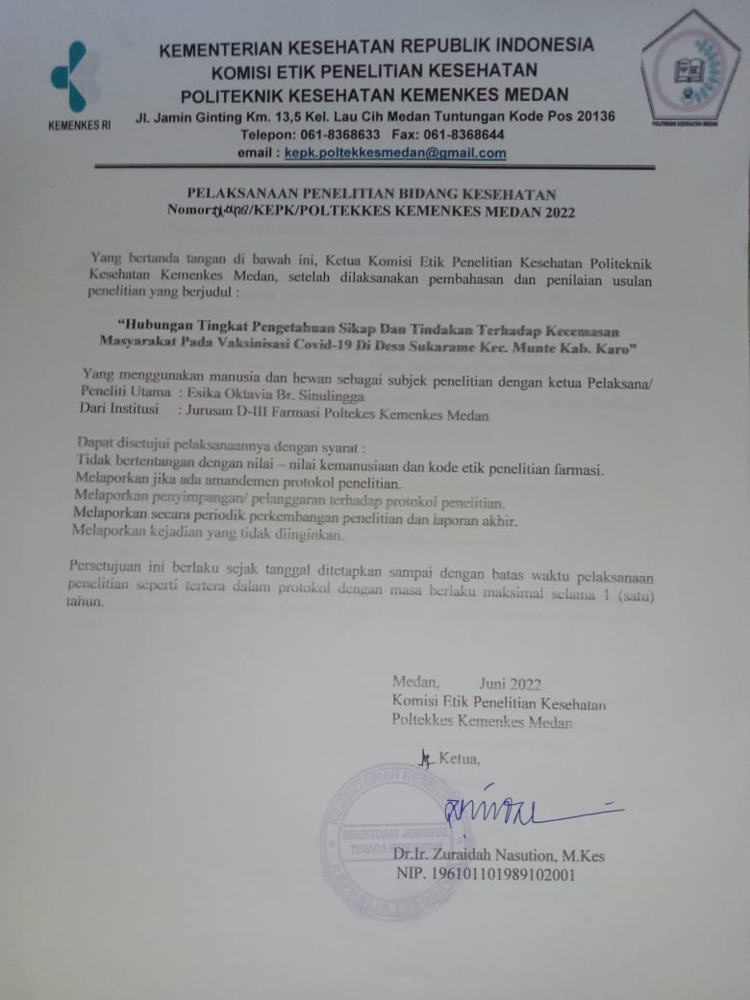 KEMENTERIAN KESEHATAN REPUBLIK INDONESIA
KOMISI ETIK PENELITIAN KESEHATAN
POLITEKNIK KESEHATAN KEMENKES MEDAN
Jl. Jamin Ginting Km. 13,5 Kel. Lau Cih Medan Tuntungan Kode Pos 20136
Telepon: 061-8368633 Fax: 061-8368644
email : kepk.poltekkesmedan@gmail.com
KEMENKES RI
POLITEKNIK KESEHATAN MEDAN
PELAKSANAAN PENELITIAN BIDANG KESEHATAN
Nomor: /KEPK/POLTEKKES KEMENKES MEDAN 2022
Yang bertanda tangan di bawah ini, Ketua Komisi Etik Penelitian Kesehatan Politeknik
Kesehatan Kemenkes Medan, setelah dilaksanakan pembahasan dan penilaian usulan
penelitian yang berjudul :
“Hubungan Tingkat Pengetahuan Sikap Dan Tindakan Terhadap Kecemasan
Masyarakat Pada Vaksinisasi Covid-19 Di Desa Sukarame Kec. Munte Kab. Karo”
Yang menggunakan manusia dan hewan sebagai subjek penelitian dengan ketua Pelaksana/
Peneliti Utama : Esika Oktavia Br. Sinulingga
Dari Institusi : Jurusan D-III Farmasi Poltekes Kemenkes Medan
Dapat disetujui pelaksanaannya dengan syarat :
Tidak bertentangan dengan nilai – nilai kemanusiaan dan kode etik penelitian farmasi.
Melaporkan jika ada amandemen protokol penelitian.
Melaporkan penyimpangan/ pelanggaran terhadap protokol penelitian.
Melaporkan secara periodik perkembangan penelitian dan laporan akhir.
Melaporkan kejadian yang tidak diinginkan.
Persetujuan ini berlaku sejak tanggal ditetapkan sampai dengan batas waktu pelaksanaan
penelitian seperti tertera dalam protokol dengan masa berlaku maksimal selama 1 (satu)
tahun.
Medan, Juni 2022
Komisi Etik Penelitian Kesehatan
Poltekkes Kemenkes Medan
Ketua,
KEMENTERIAN KESEHATAN
DIREKTORAT JENDERAL
TENAGA KESEHATAN
REPUBLIK INDONESIA
Dr.Ir. Zuraidah Nasution, M.Kes
NIP. 196101101989102001